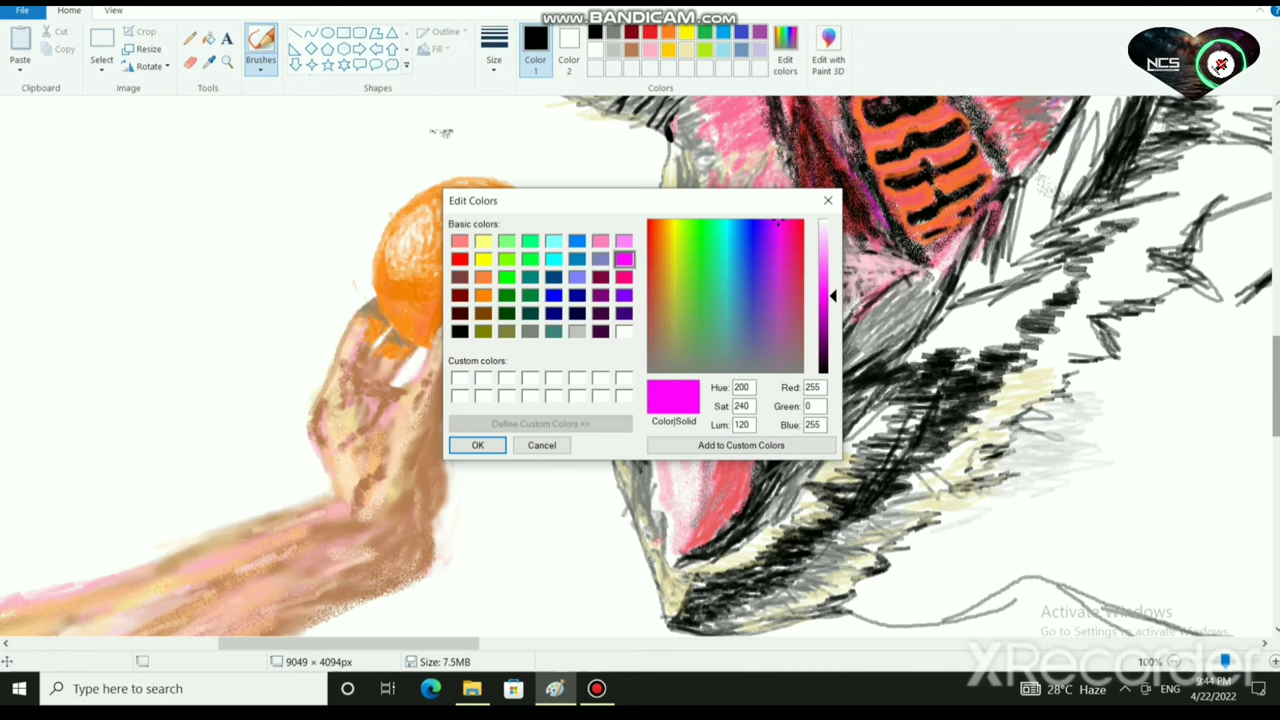 www.BANDICAM.com
File Home View
Paste
Cut
Copy
Clipboard
Select
Crop
Resize
Rotate
Image
Tools
Brushes
Shapes
Outline
Fill
Size
Color 1
Color 2
Edit colors
Edit with Paint 3D
Colors
NCS
Edit Colors
Basic colors:
Custom colors:
Define Custom Colors >>
OK Cancel
Color|Solid
Hue: 200 Red: 255
Sat: 240 Green: 0
Lum: 120 Blue: 255
Add to Custom Colors
Activate Windows
Go to Settings to activate Windows.
XRecorder
9049 × 4094px Size: 7.5MB 100%
Type here to search
28°C Haze ENG
9:44 PM
4/22/2022